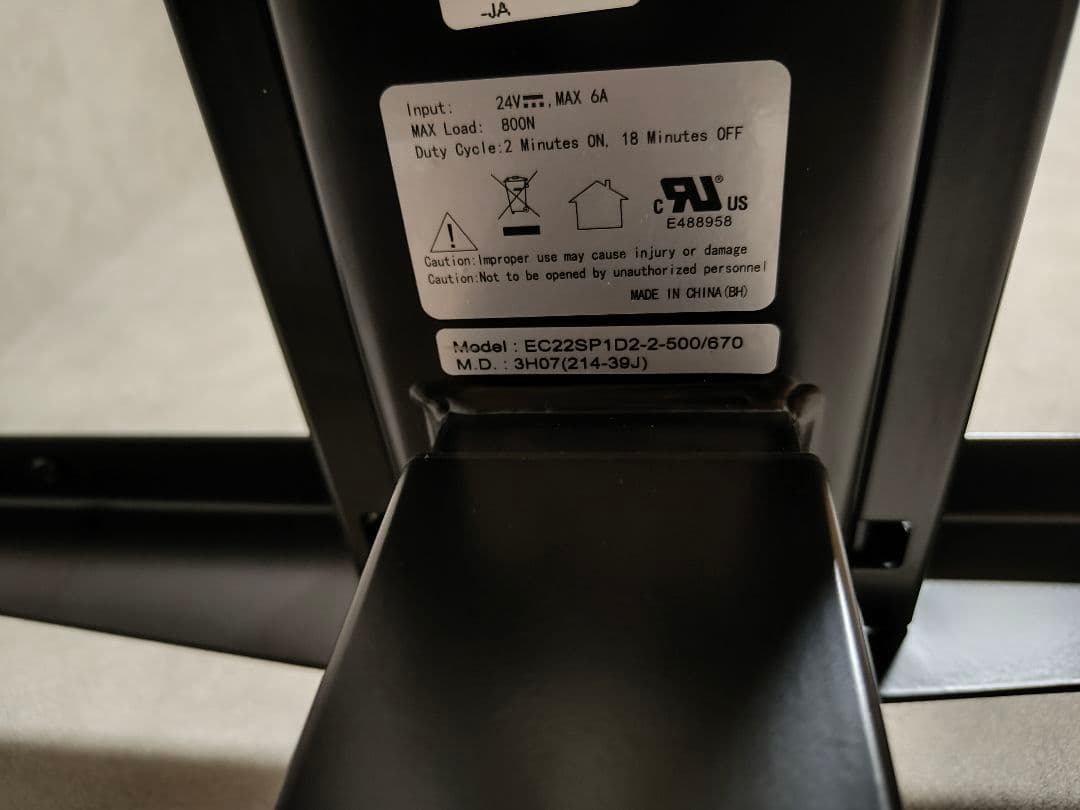 -JA
Input: 24V⎓, MAX 6A
MAX Load: 800N
Duty Cycle:2 Minutes ON, 18 Minutes OFF
c RU® US
E488958
Caution:Improper use may cause injury or damage
Caution:Not to be opened by unauthorized personnel
MADE IN CHINA(BH)
Model : EC22SP1D2-2-500/670
M.D. : 3H07(214-39J)